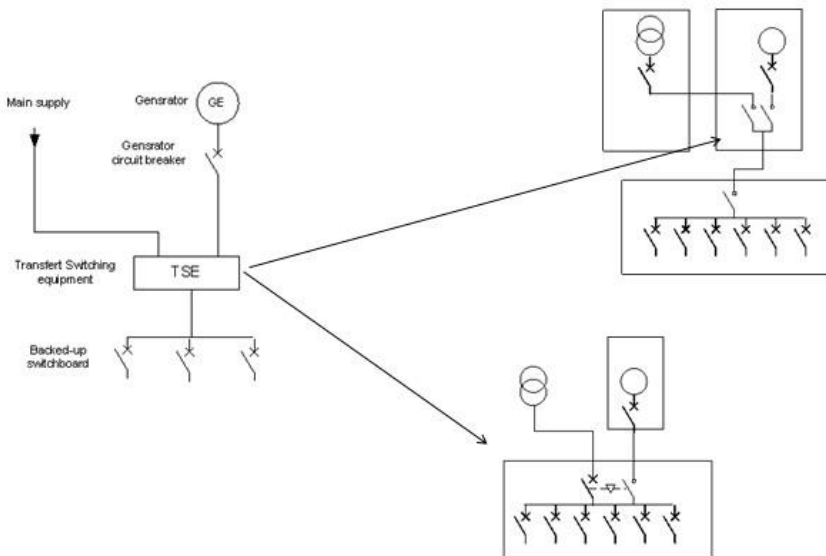 Main supply
Gensrator
GE
Gensrator
circuit breaker
Transfert Switching
equipment
TSE
Backed-up
switchboard